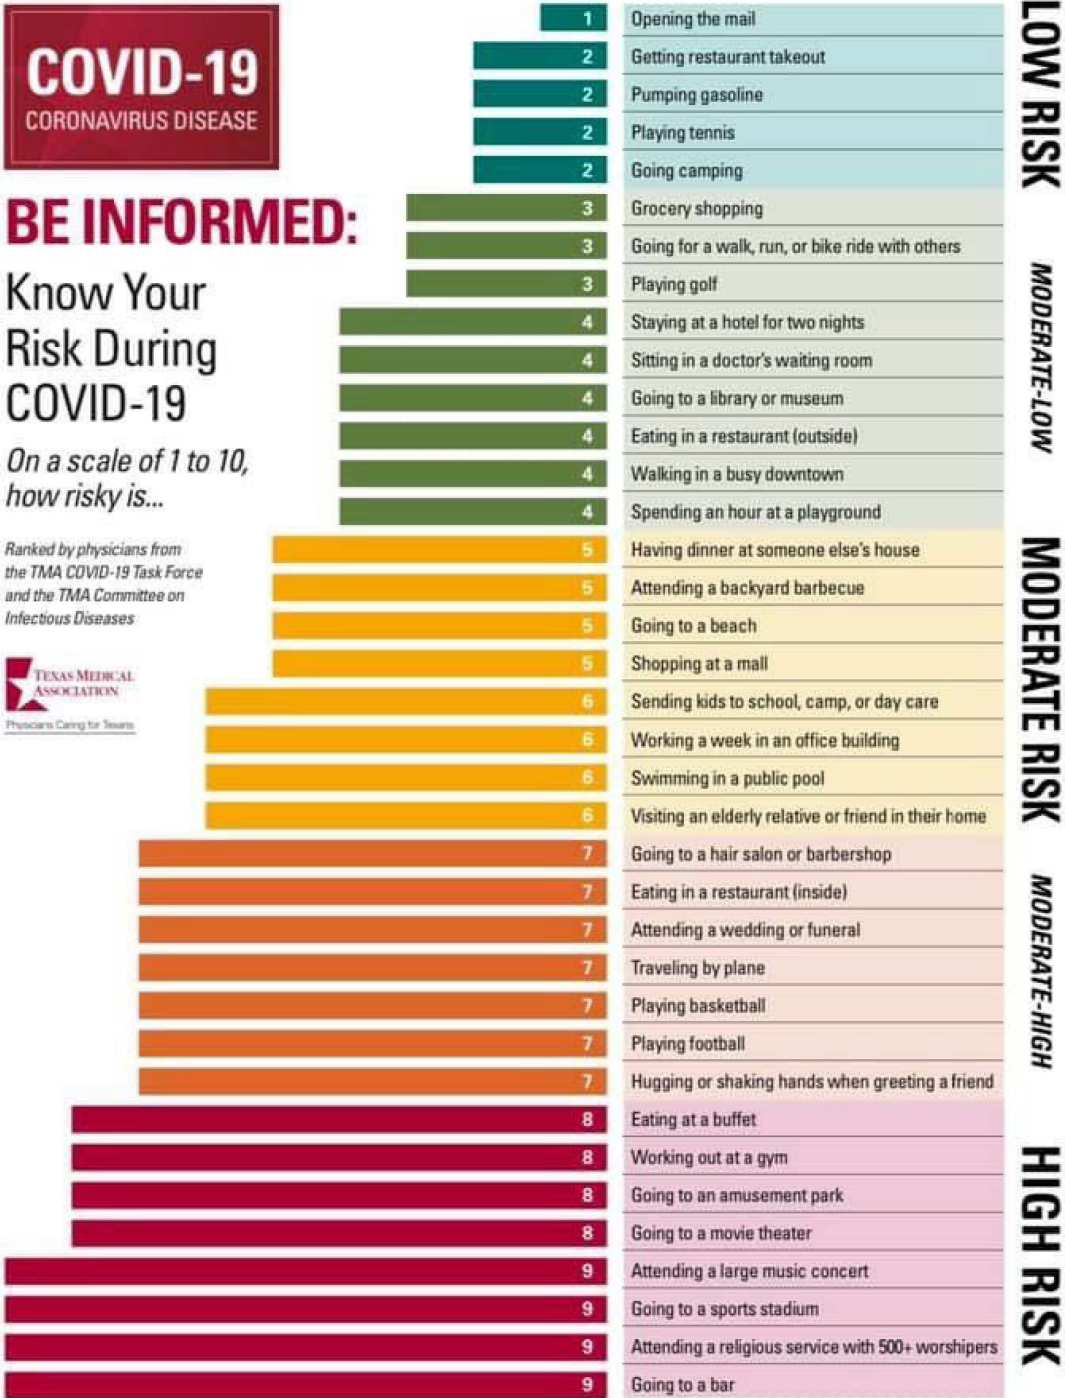 COVID-19
CORONAVIRUS DISEASE
BE INFORMED:
Know Your
Risk During
COVID-19
On a scale of 1 to 10,
how risky is...
Ranked by physicians from
the TMA COVID-19 Task Force
and the TMA Committee on
Infectious Diseases
TEXAS MEDICAL
ASSOCIATION
Physicians Caring for Texans
LOW RISK
1 Opening the mail
2 Getting restaurant takeout
2 Pumping gasoline
2 Playing tennis
2 Going camping
MODERATE-LOW
3 Grocery shopping
3 Going for a walk, run, or bike ride with others
3 Playing golf
4 Staying at a hotel for two nights
4 Sitting in a doctor's waiting room
4 Going to a library or museum
4 Eating in a restaurant (outside)
4 Walking in a busy downtown
4 Spending an hour at a playground
MODERATE RISK
5 Having dinner at someone else's house
5 Attending a backyard barbecue
5 Going to a beach
5 Shopping at a mall
6 Sending kids to school, camp, or day care
6 Working a week in an office building
6 Swimming in a public pool
6 Visiting an elderly relative or friend in their home
MODERATE-HIGH
7 Going to a hair salon or barbershop
7 Eating in a restaurant (inside)
7 Attending a wedding or funeral
7 Traveling by plane
7 Playing basketball
7 Playing football
7 Hugging or shaking hands when greeting a friend
HIGH RISK
8 Eating at a buffet
8 Working out at a gym
8 Going to an amusement park
8 Going to a movie theater
9 Attending a large music concert
9 Going to a sports stadium
9 Attending a religious service with 500+ worshipers
9 Going to a bar